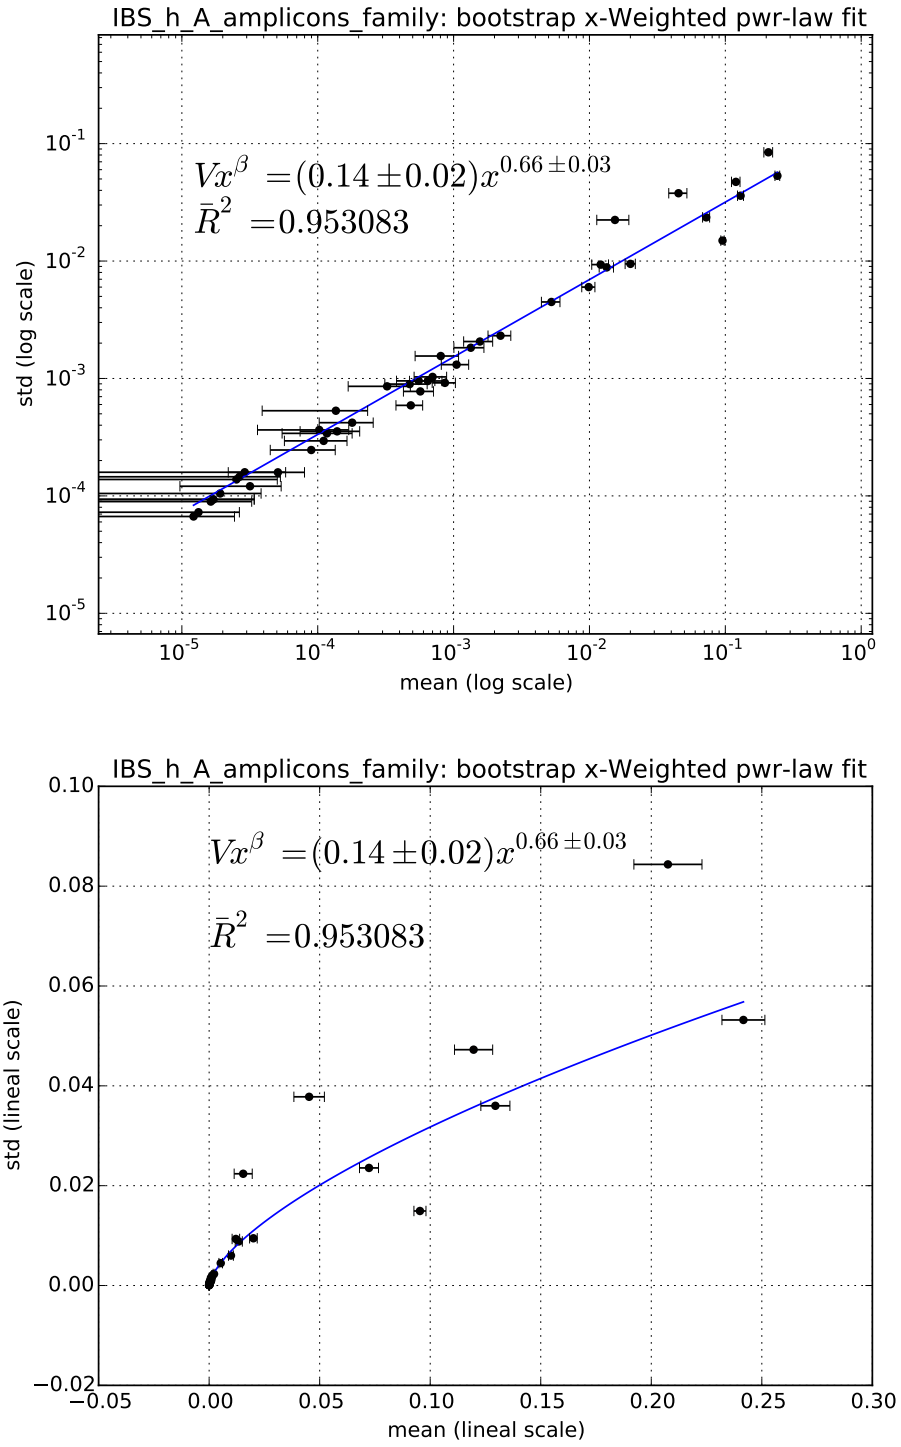 IBS_h_A_amplicons_family: bootstrap x-Weighted pwr-law fit
10^-1
Vx^β =(0.14±0.02)x^0.66±0.03
R̄^2 =0.953083
10^-2
std (log scale)
10^-3
10^-4
10^-5
10^-5 10^-4 10^-3 10^-2 10^-1 10^0
mean (log scale)
IBS_h_A_amplicons_family: bootstrap x-Weighted pwr-law fit
0.10
Vx^β =(0.14±0.02)x^0.66±0.03
0.08
R̄^2 =0.953083
0.06
std (lineal scale)
0.04
0.02
0.00
−0.02
−0.05 0.00 0.05 0.10 0.15 0.20 0.25 0.30
mean (lineal scale)